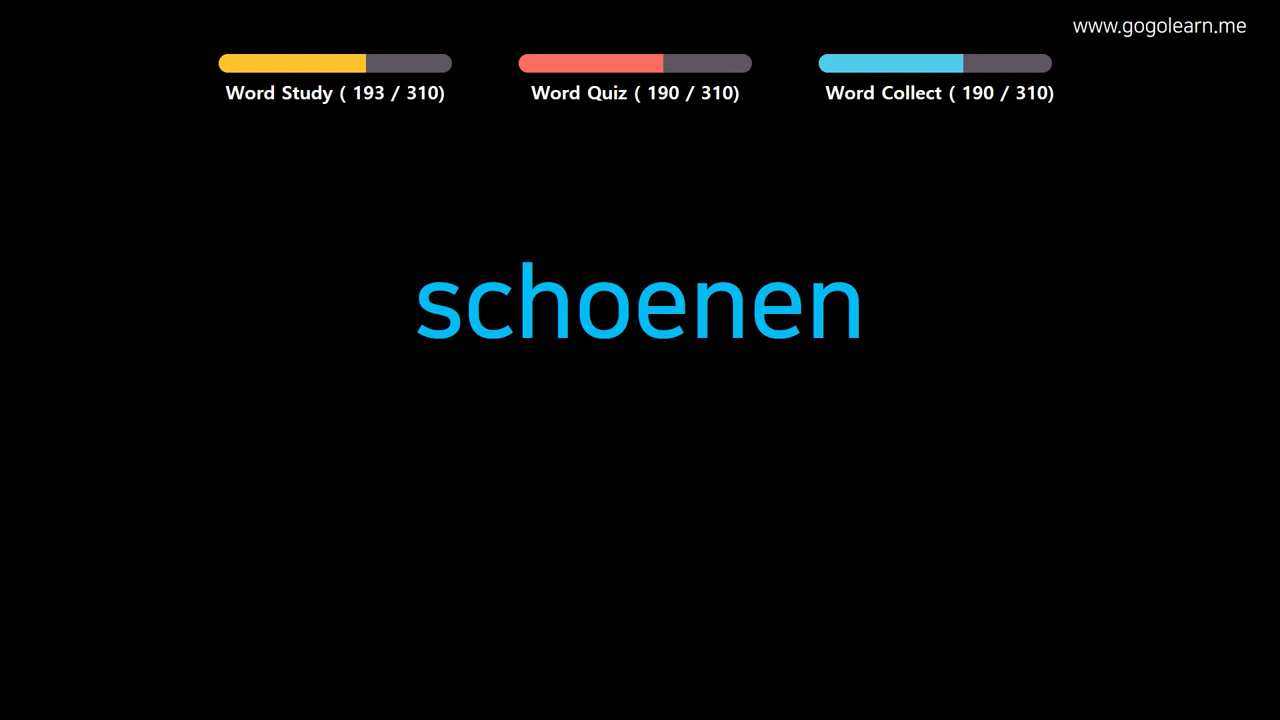 www.gogolearn.me
Word Study ( 193 / 310)
Word Quiz ( 190 / 310)
Word Collect ( 190 / 310)
schoenen